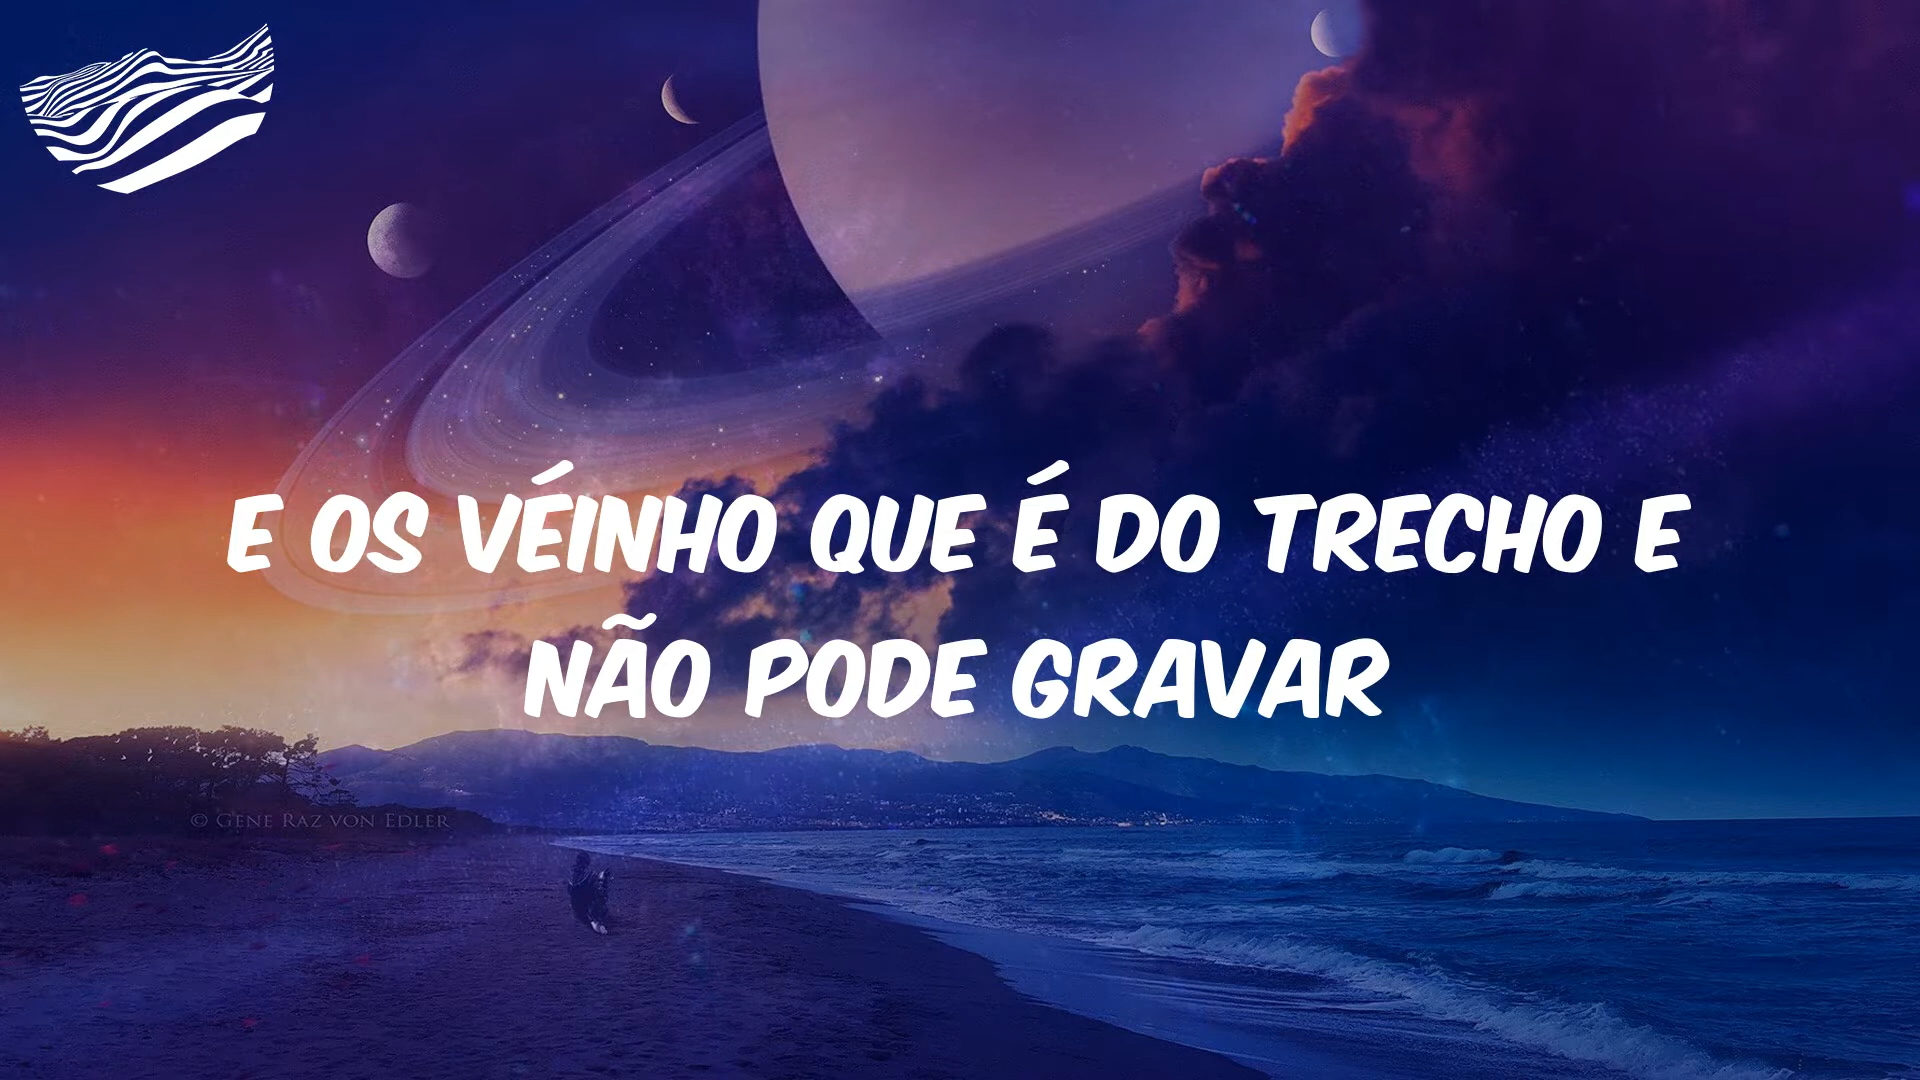 E OS VÉINHO QUE É DO TRECHO E
NÃO PODE GRAVAR
© GENE RAZ VON EDLER